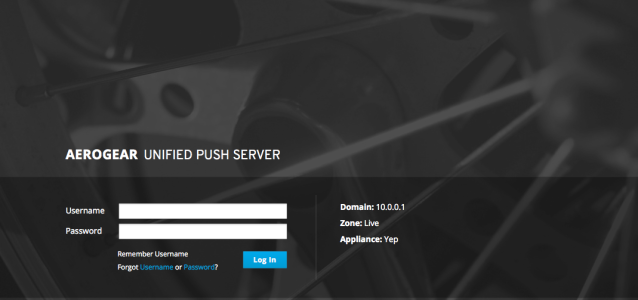 AEROGEAR UNIFIED PUSH SERVER
Username
Password
Remember Username
Forgot Username or Password?
Log In
Domain: 10.0.0.1
Zone: Live
Appliance: Yep